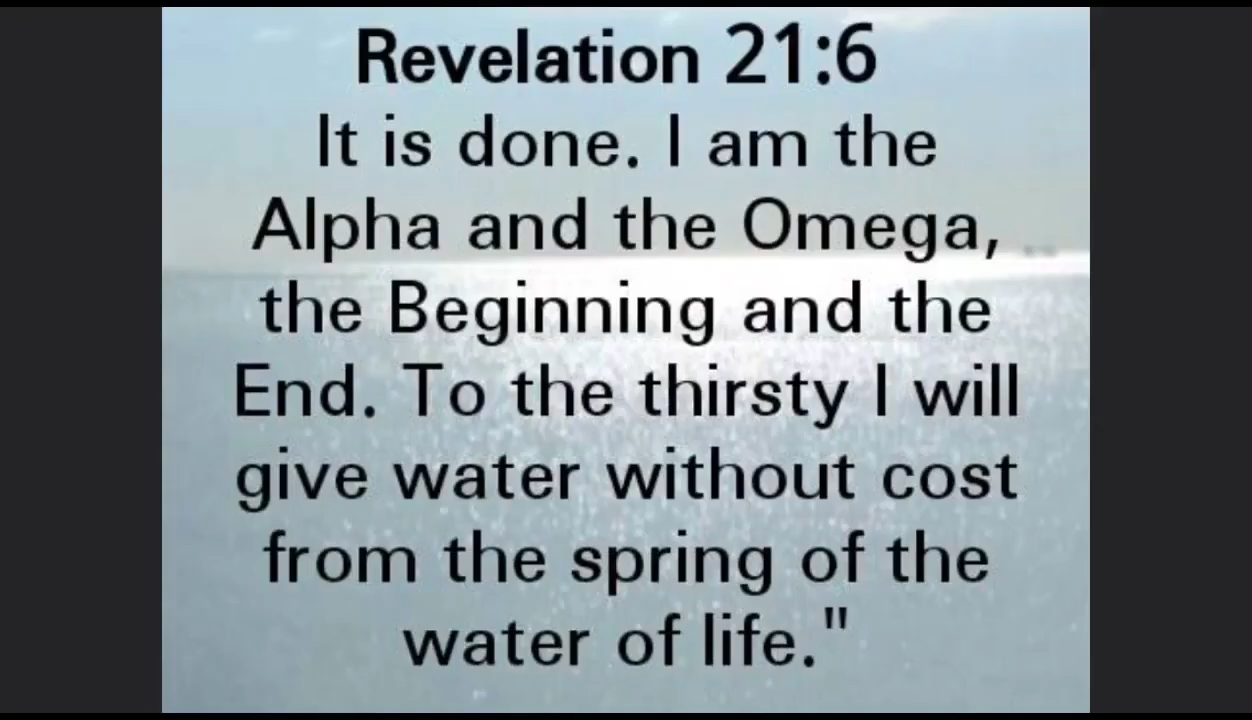 Revelation 21:6
It is done. I am the
Alpha and the Omega,
the Beginning and the
End. To the thirsty I will
give water without cost
from the spring of the
water of life."